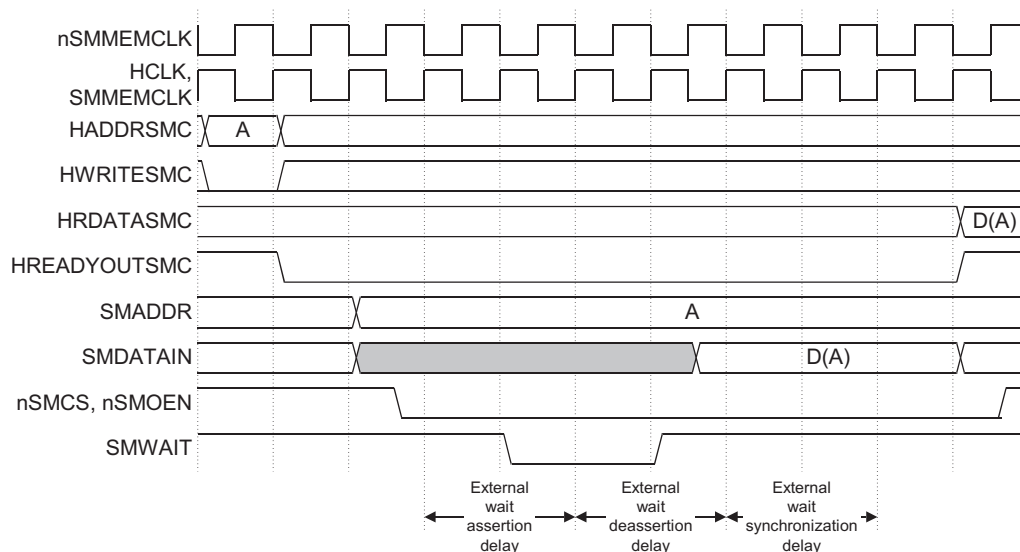 nSMMEMCLK
HCLK,
SMMEMCLK
HADDRSMC
A
HWRITESMC
HRDATASMC
D(A)
HREADYOUTSMC
SMADDR
A
SMDATAIN
D(A)
nSMCS, nSMOEN
SMWAIT
External
wait
assertion
delay
External
wait
deassertion
delay
External
wait
synchronization
delay